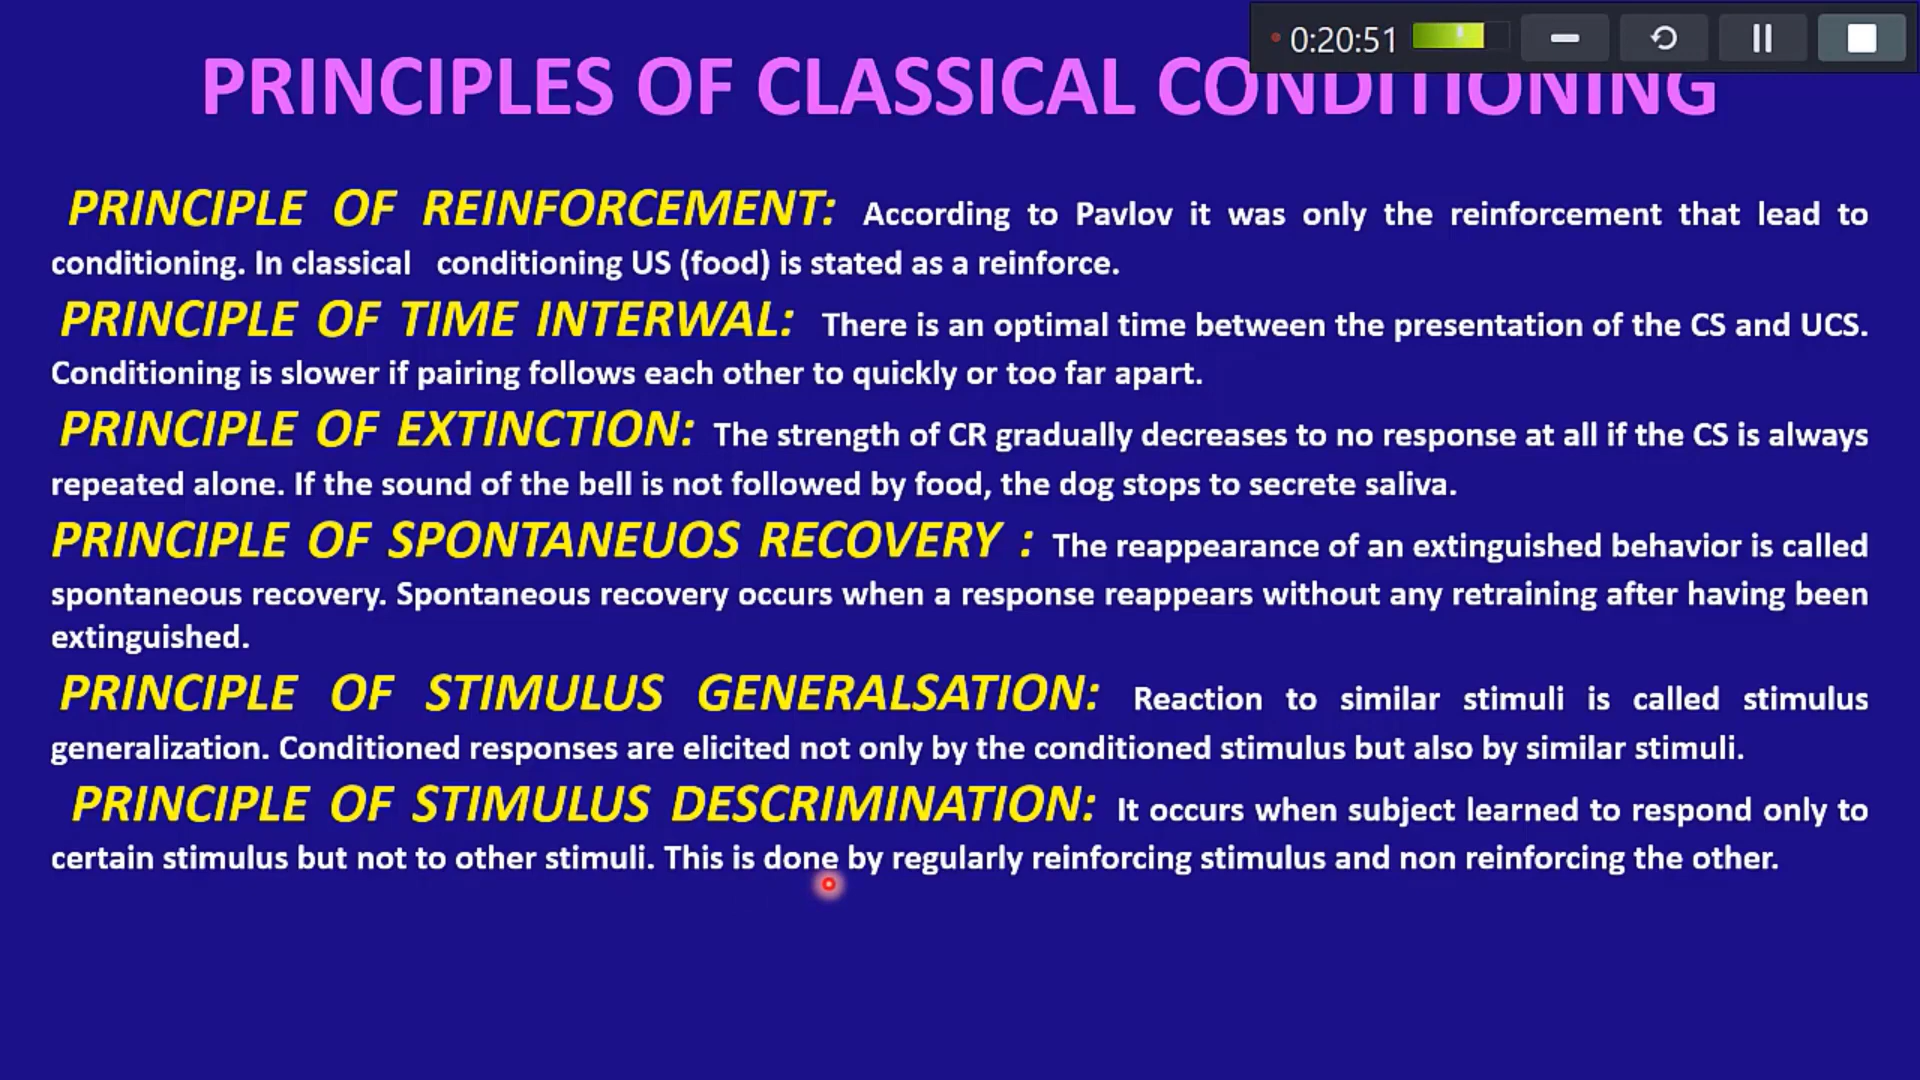 0:20:51
PRINCIPLES OF CLASSICAL CONDITIONING
PRINCIPLE OF REINFORCEMENT: According to Pavlov it was only the reinforcement that lead to
conditioning. In classical conditioning US (food) is stated as a reinforce.
PRINCIPLE OF TIME INTERWAL: There is an optimal time between the presentation of the CS and UCS.
Conditioning is slower if pairing follows each other to quickly or too far apart.
PRINCIPLE OF EXTINCTION: The strength of CR gradually decreases to no response at all if the CS is always
repeated alone. If the sound of the bell is not followed by food, the dog stops to secrete saliva.
PRINCIPLE OF SPONTANEUOS RECOVERY : The reappearance of an extinguished behavior is called
spontaneous recovery. Spontaneous recovery occurs when a response reappears without any retraining after having been
extinguished.
PRINCIPLE OF STIMULUS GENERALSATION: Reaction to similar stimuli is called stimulus
generalization. Conditioned responses are elicited not only by the conditioned stimulus but also by similar stimuli.
PRINCIPLE OF STIMULUS DESCRIMINATION: It occurs when subject learned to respond only to
certain stimulus but not to other stimuli. This is done by regularly reinforcing stimulus and non reinforcing the other.